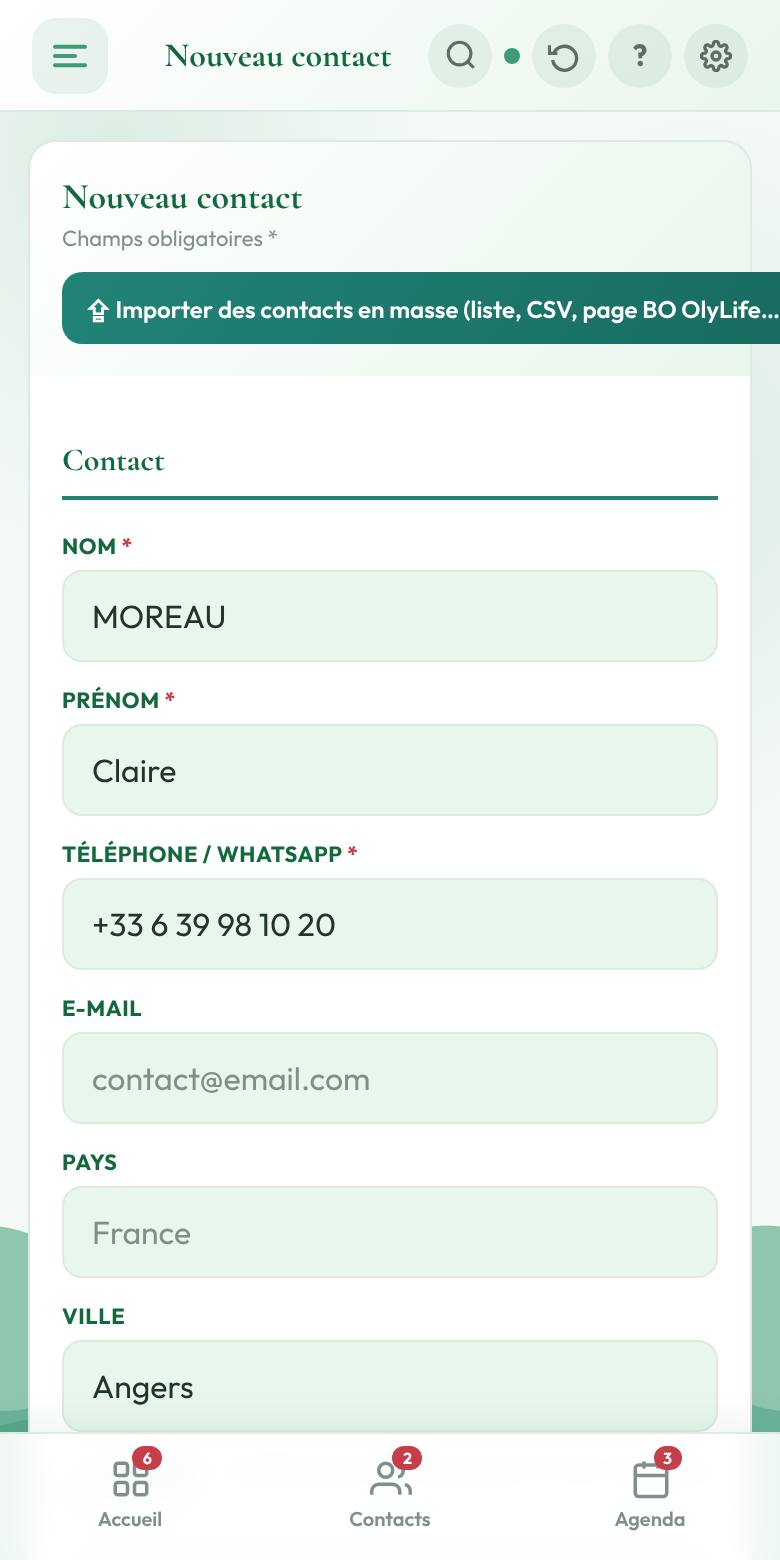 Nouveau contact
?
Nouveau contact
Champs obligatoires *
Importer des contacts en masse (liste, CSV, page BO OlyLife...
Contact
NOM *
MOREAU
PRÉNOM *
Claire
TÉLÉPHONE / WHATSAPP *
+33 6 39 98 10 20
E-MAIL
contact@email.com
PAYS
France
VILLE
Angers
6
2
3
Accueil
Contacts
Agenda